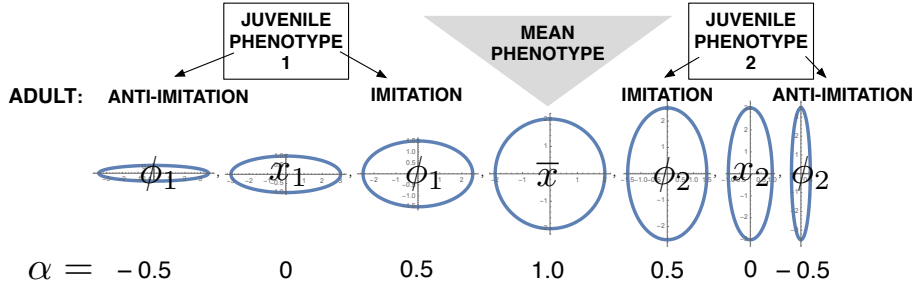 JUVENILE
PHENOTYPE
1
MEAN
PHENOTYPE
JUVENILE
PHENOTYPE
2
ADULT: ANTI-IMITATION IMITATION IMITATION ANTI-IMITATION
ϕ₁ , x₁ , ϕ₁ , x̅ , ϕ₂ , x₂ , ϕ₂
α = – 0.5 0 0.5 1.0 0.5 0 – 0.5